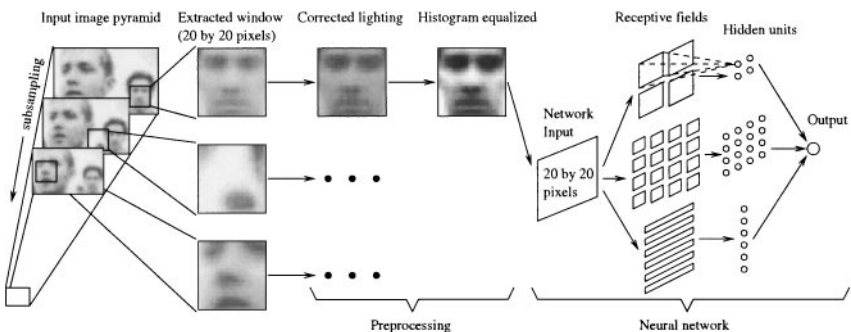 Input image pyramid
Extracted window
(20 by 20 pixels)
Corrected lighting
Histogram equalized
Receptive fields
Hidden units
subsampling
Network
Input
Output
20 by 20
pixels
Preprocessing
Neural network